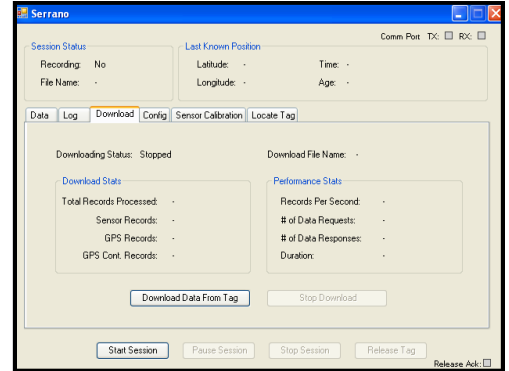 Serrano
Comm Port TX: RX:
Session Status
Recording: No
File Name: -
Last Known Position
Latitude: - Time: -
Longitude: - Age: -
Data Log Download Config Sensor Calibration Locate Tag
Downloading Status: Stopped Download File Name: -
Download Stats
Total Records Processed: -
Sensor Records: -
GPS Records: -
GPS Cont. Records: -
Performance Stats
Records Per Second: -
# of Data Requests: -
# of Data Responses: -
Duration: -
Download Data From Tag Stop Download
Start Session Pause Session Stop Session Release Tag
Release Ack: